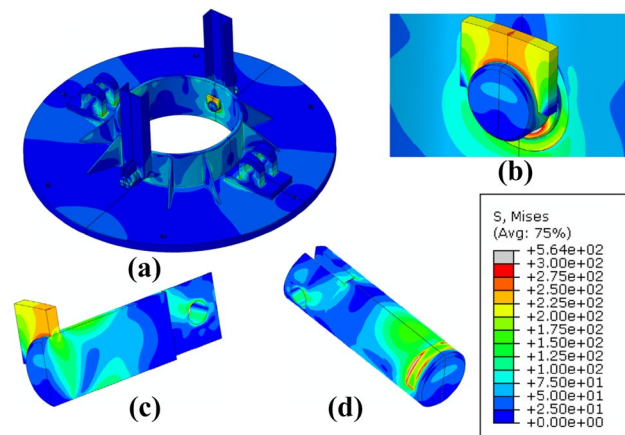 (a)
(b)
S, Mises
(Avg: 75%)
+5.64e+02
+3.00e+02
+2.75e+02
+2.50e+02
+2.25e+02
+2.00e+02
+1.75e+02
+1.50e+02
+1.25e+02
+1.00e+02
+7.50e+01
+5.00e+01
+2.50e+01
+0.00e+00
(c)
(d)